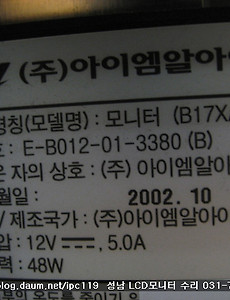 (주)아이엠알아이
명칭(모델명) : 모니터 (B17XA
호 : E-B012-01-3380 (B)
은 자의 상호 : (주) 아이엠알아
월일 : 2002. 10
/ 제조국가 : (주)아이엠알아
압 : 12V, 5.0A
력 : 48W
blog.daum.net/ipc119 성남 LCD모니터 수리 031-7